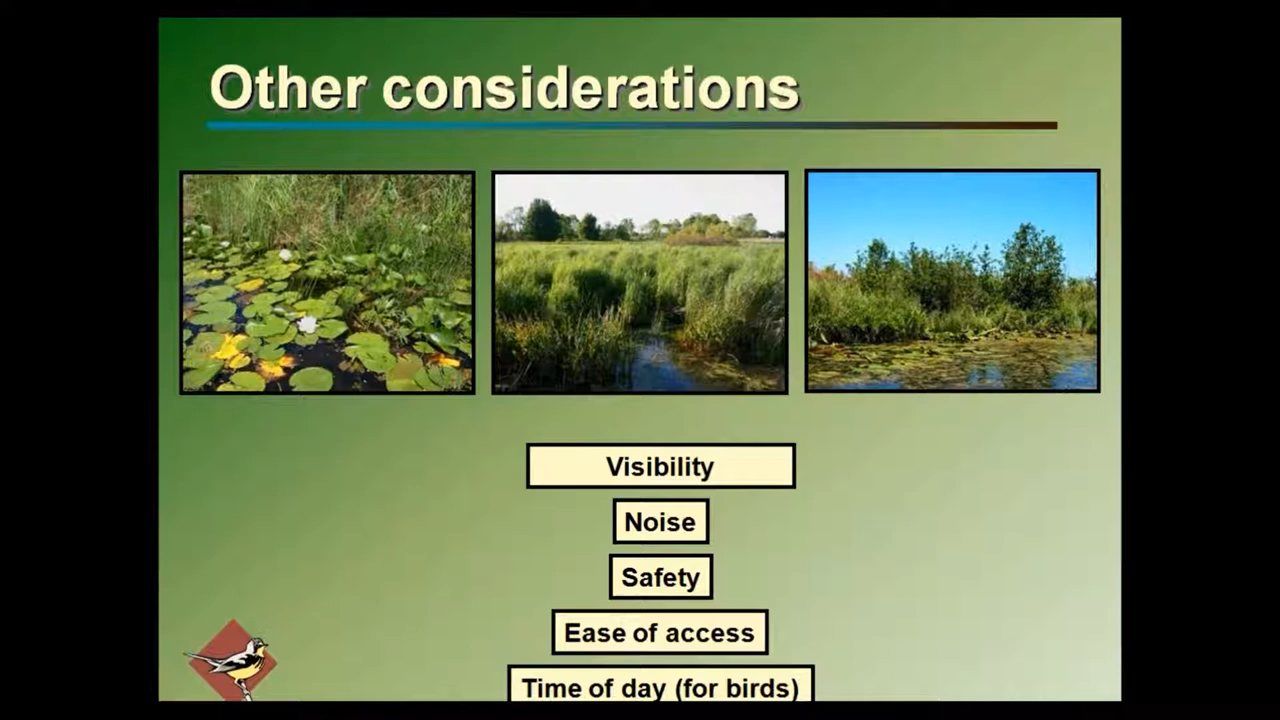 Other considerations
Visibility
Noise
Safety
Ease of access
Time of day (for birds)